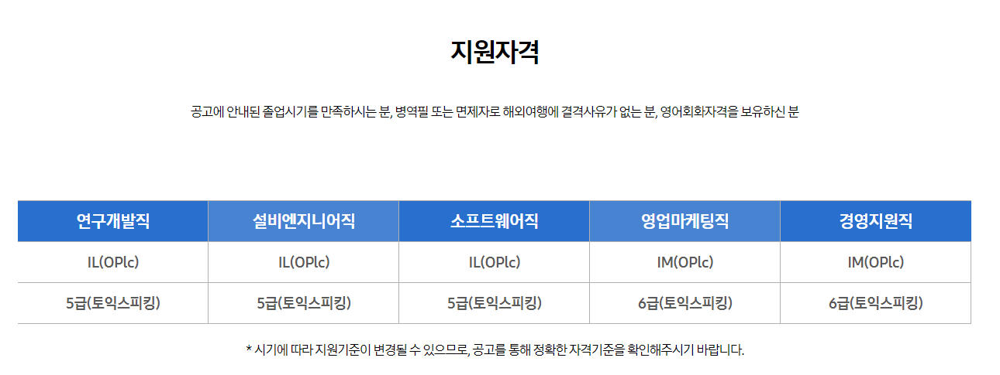 지원자격
공고에 안내된 졸업시기를 만족하시는 분, 병역필 또는 면제자로 해외여행에 결격사유가 없는 분, 영어회화자격을 보유하신 분
연구개발직 설비엔지니어직 소프트웨어직 영업마케팅직 경영지원직
IL(OPIc) IL(OPIc) IL(OPIc) IM(OPIc) IM(OPIc)
5급(토익스피킹) 5급(토익스피킹) 5급(토익스피킹) 6급(토익스피킹) 6급(토익스피킹)
* 시기에 따라 지원기준이 변경될 수 있으므로, 공고를 통해 정확한 자격기준을 확인해주시기 바랍니다.